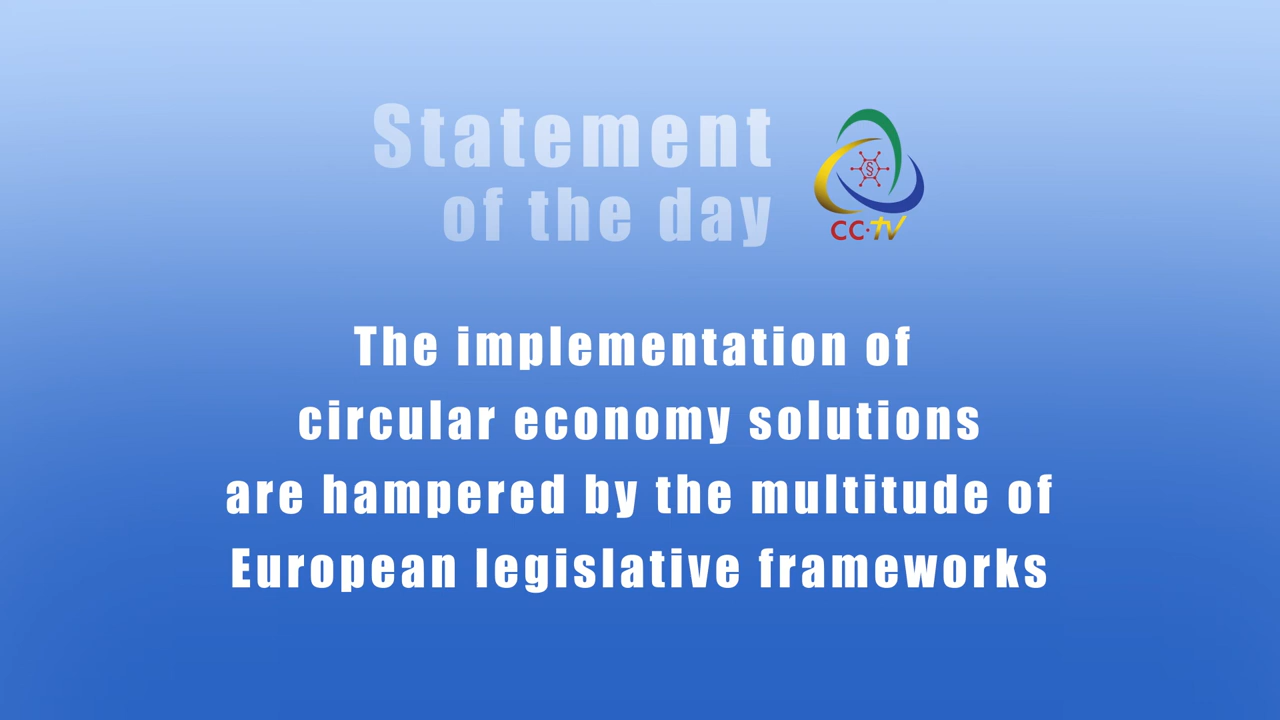 Statement
of the day
§
CC·TV
The implementation of
circular economy solutions
are hampered by the multitude of
European legislative frameworks